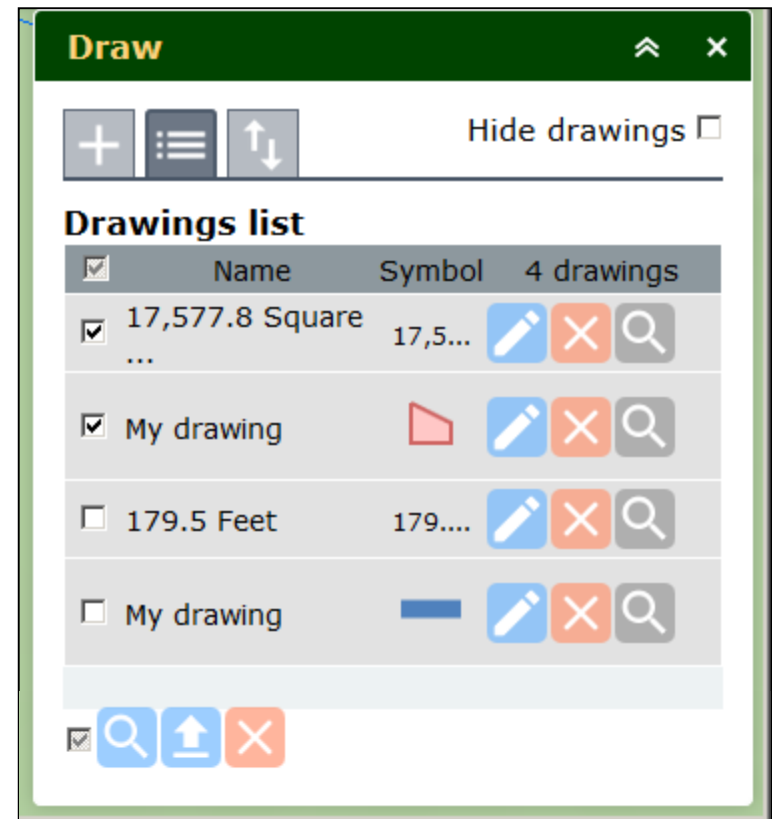 Draw
Hide drawings
Drawings list
Name Symbol 4 drawings
17,577.8 Square
... 17,5...
My drawing
179.5 Feet 179....
My drawing